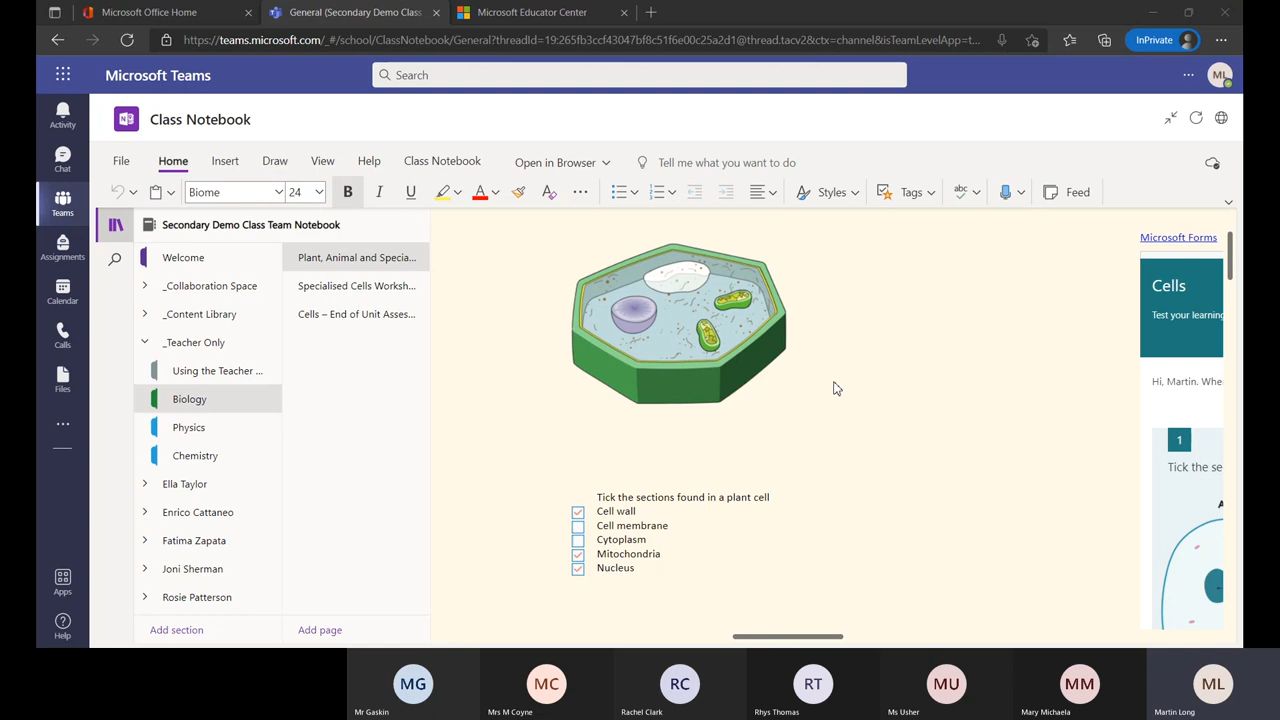 Microsoft Office Home
General (Secondary Demo Class
Microsoft Educator Center
https://teams.microsoft.com/_#/school/ClassNotebook/General?threadId=19:265fb3ccf43047bf8c51f6e00c25a2d1@thread.tacv2&ctx=channel&isTeamLevelApp=t...
InPrivate
Microsoft Teams
Search
ML
Activity
Chat
Teams
Assignments
Calendar
Calls
Files
Apps
Help
Class Notebook
File Home Insert Draw View Help Class Notebook Open in Browser Tell me what you want to do
Biome 24 B I U A Styles Tags abc Feed
Secondary Demo Class Team Notebook
Welcome
_Collaboration Space
_Content Library
_Teacher Only
Using the Teacher ...
Biology
Physics
Chemistry
Ella Taylor
Enrico Cattaneo
Fatima Zapata
Joni Sherman
Rosie Patterson
Add section
Plant, Animal and Specia...
Specialised Cells Worksh...
Cells – End of Unit Asses...
Add page
Tick the sections found in a plant cell
Cell wall
Cell membrane
Cytoplasm
Mitochondria
Nucleus
Microsoft Forms
Cells
Test your learning
Hi, Martin. Whe
1
Tick the se
A
MG
Mr Gaskin
MC
Mrs M Coyne
RC
Rachel Clark
RT
Rhys Thomas
MU
Ms Usher
MM
Mary Michaela
ML
Martin Long